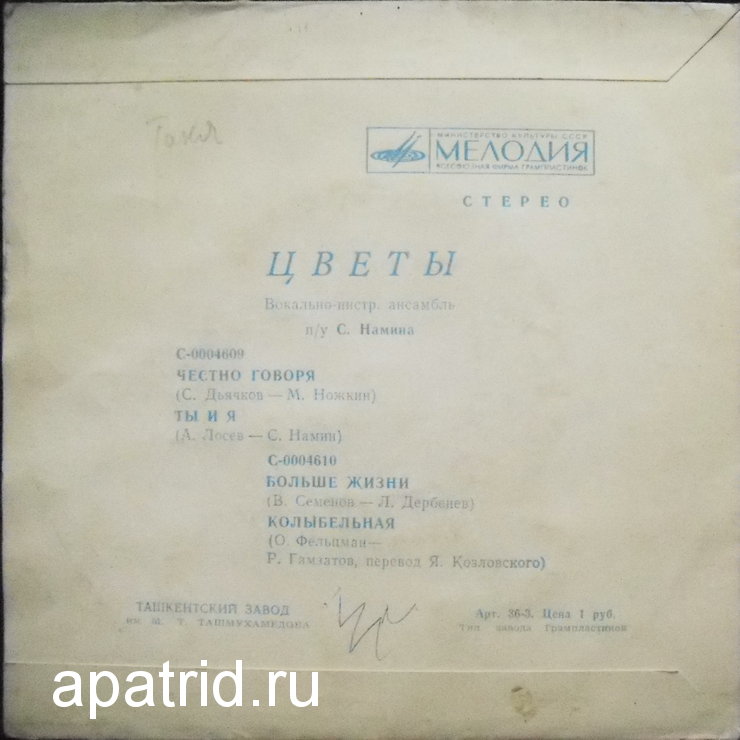 Таня
МИНИСТЕРСТВО КУЛЬТУРЫ СССР
МЕЛОДИЯ
ВСЕСОЮЗНАЯ ФИРМА ГРАМПЛАСТИНОК
СТЕРЕО
ЦВЕТЫ
Вокально-инстр. ансамбль
п/у С. Намина
С-0004609
ЧЕСТНО ГОВОРЯ
(С. Дьячков — М. Ножкин)
ТЫ И Я
(А. Лосев — С. Намин)
С-0004610
БОЛЬШЕ ЖИЗНИ
(В. Семенов — Л. Дербенев)
КОЛЫБЕЛЬНАЯ
(О. Фельцман—
Р. Гамзатов, перевод Я. Козловского)
ТАШКЕНТСКИЙ ЗАВОД
им. М. Т. ТАШМУХАМЕДОВА
Арт. 36-3. Цена 1 руб.
Тип. завода Грампластинок
apatrid.ru